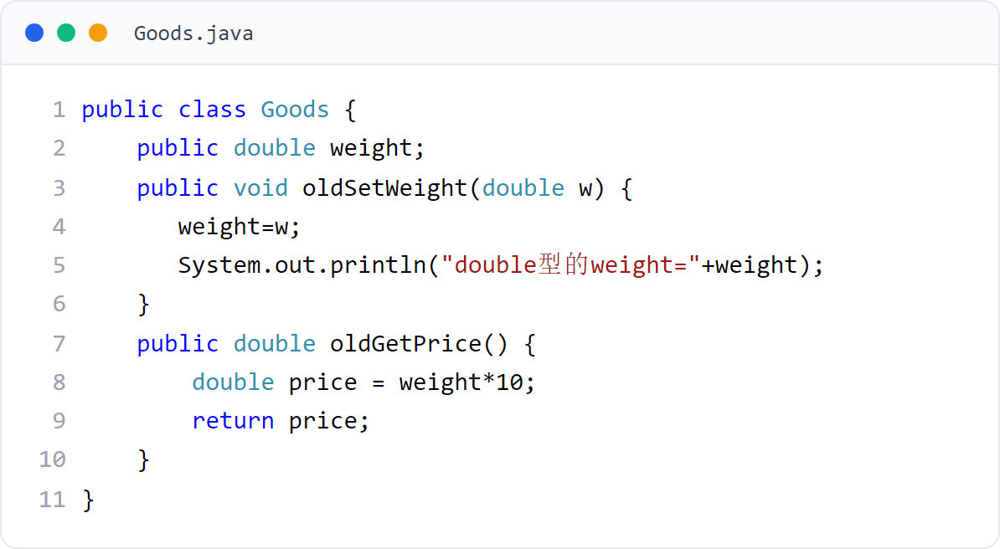 Goods.java
1 public class Goods {
2     public double weight;
3     public void oldSetWeight(double w) {
4        weight=w;
5        System.out.println("double型的weight="+weight);
6     }
7     public double oldGetPrice() {
8         double price = weight*10;
9         return price;
10     }
11 }